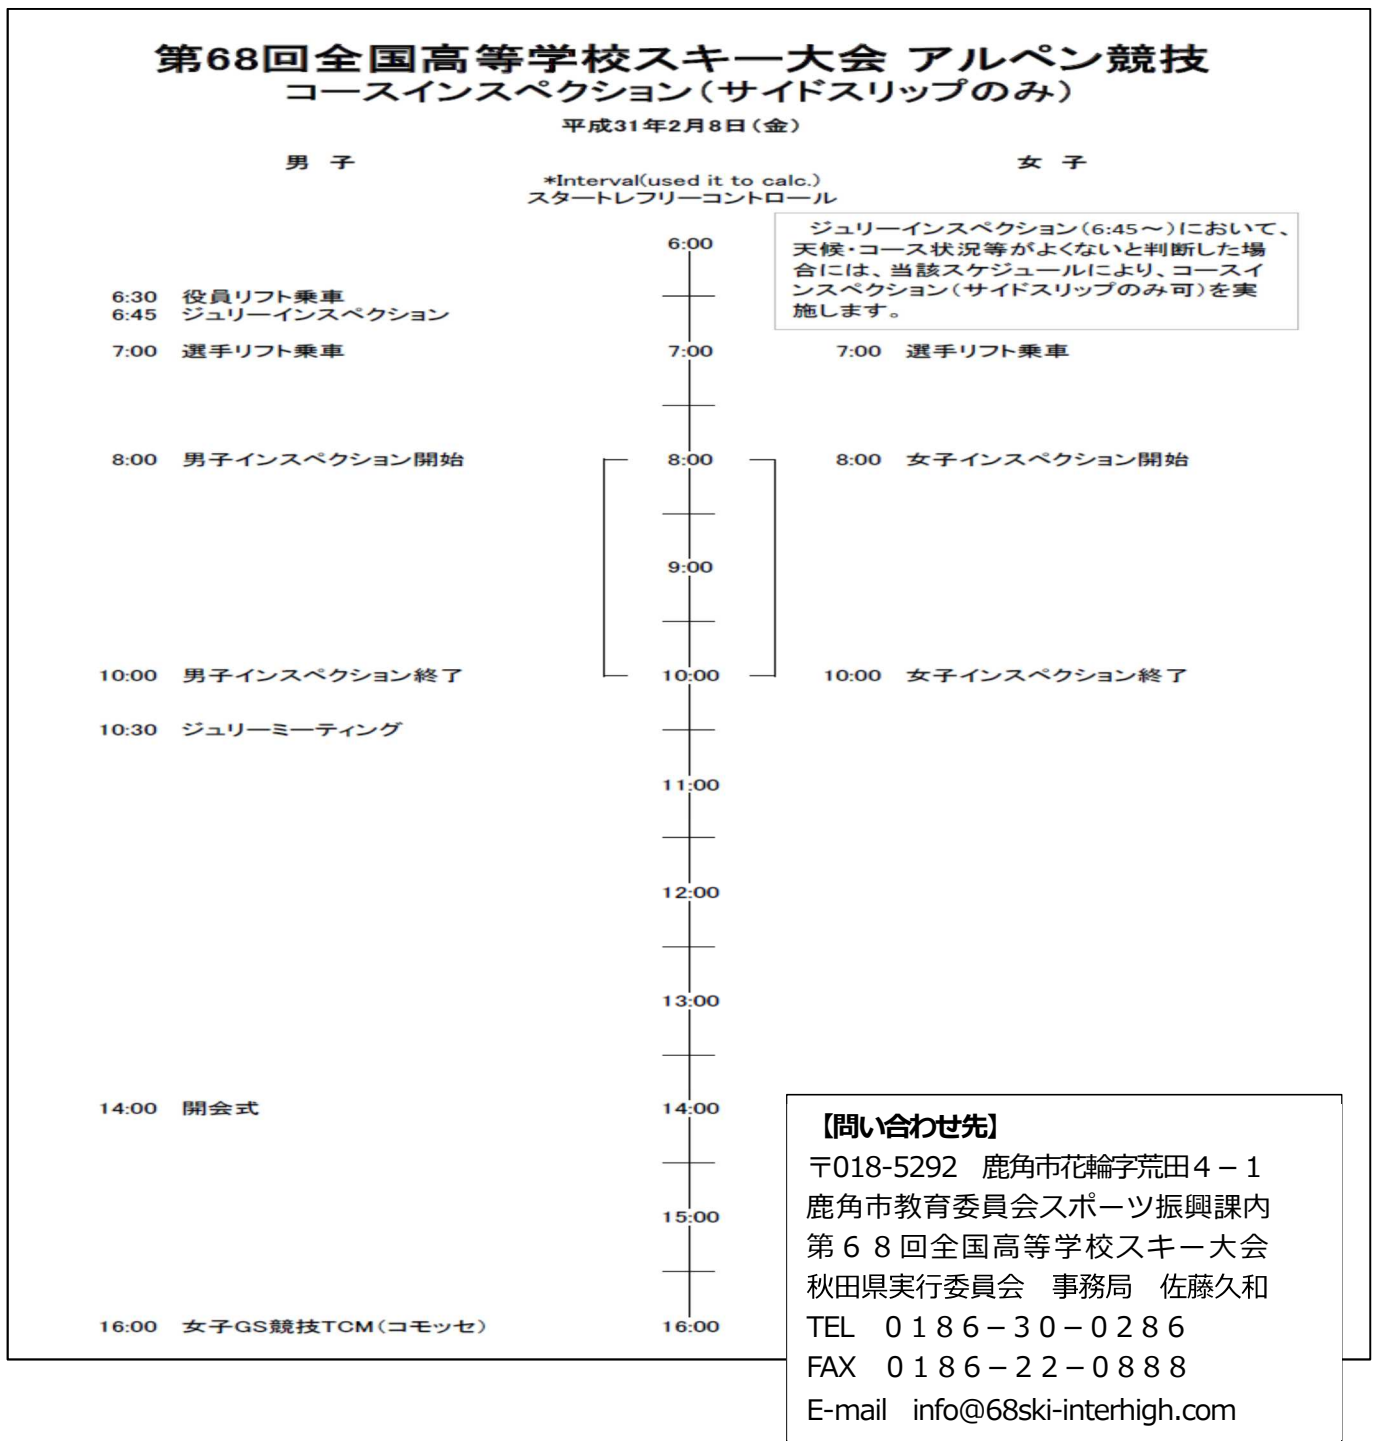 第68回全国高等学校スキー大会 アルペン競技
コースインスペクション(サイドスリップのみ)
平成31年2月8日(金)
男 子
女 子
*Interval(used it to calc.)
スタートレフリーコントロール
ジュリーインスペクション(6:45~)において、
天候・コース状況等がよくないと判断した場
合には、当該スケジュールにより、コースイ
ンスペクション(サイドスリップのみ可)を実
施します。
6:00
6:30 役員リフト乗車
6:45 ジュリーインスペクション
7:00 選手リフト乗車
7:00
7:00 選手リフト乗車
8:00 男子インスペクション開始
8:00
8:00 女子インスペクション開始
9:00
10:00 男子インスペクション終了
10:00
10:00 女子インスペクション終了
10:30 ジュリーミーティング
11:00
12:00
13:00
14:00 開会式
14:00
15:00
16:00 女子GS競技TCM(コモッセ)
16:00
【問い合わせ先】
〒018-5292 鹿角市花輪字荒田4-1
鹿角市教育委員会スポーツ振興課内
第68回全国高等学校スキー大会
秋田県実行委員会 事務局 佐藤久和
TEL 0186-30-0286
FAX 0186-22-0888
E-mail info@68ski-interhigh.com